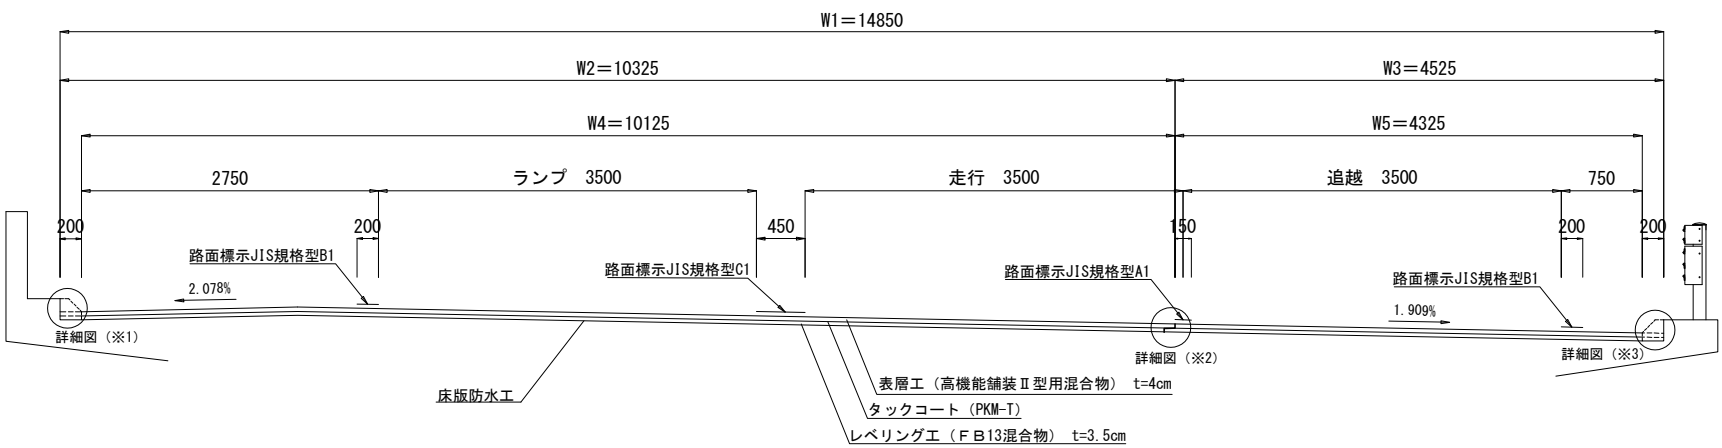 W1＝14850
W2＝10325
W3＝4525
W4＝10125
W5＝4325
2750
ランプ 3500
走行 3500
追越 3500
750
200
200
450
150
200
200
路面標示JIS規格型B1
路面標示JIS規格型C1
路面標示JIS規格型A1
路面標示JIS規格型B1
2.078%
1.909%
詳細図（※1）
詳細図（※2）
詳細図（※3）
床版防水工
表層工（高機能舗装Ⅱ型用混合物） t=4cm
タックコート（PKM-T）
レベリング工（ＦＢ13混合物） t=3.5cm